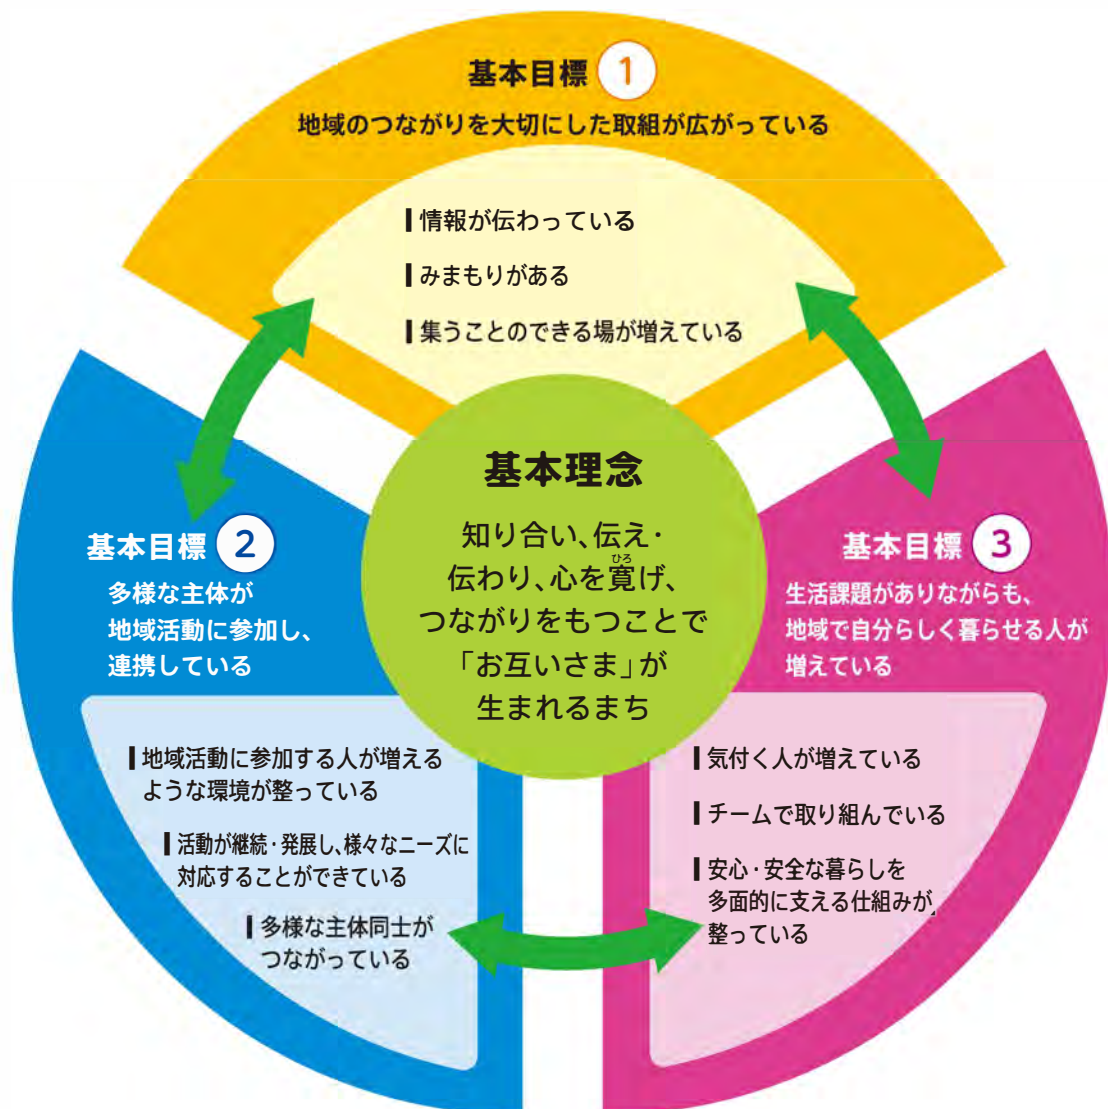 基本目標 1
地域のつながりを大切にした取組が広がっている
情報が伝わっている
みまもりがある
集うことのできる場が増えている
基本理念
知り合い、伝え・
伝わり、心を寛げ、
ひろ
つながりをもつことで
「お互いさま」が
生まれるまち
基本目標 2
多様な主体が
地域活動に参加し、
連携している
地域活動に参加する人が増える
ような環境が整っている
活動が継続・発展し、様々なニーズに
対応することができている
多様な主体同士が
つながっている
基本目標 3
生活課題がありながらも、
地域で自分らしく暮らせる人が
増えている
気付く人が増えている
チームで取り組んでいる
安心・安全な暮らしを
多面的に支える仕組みが
整っている